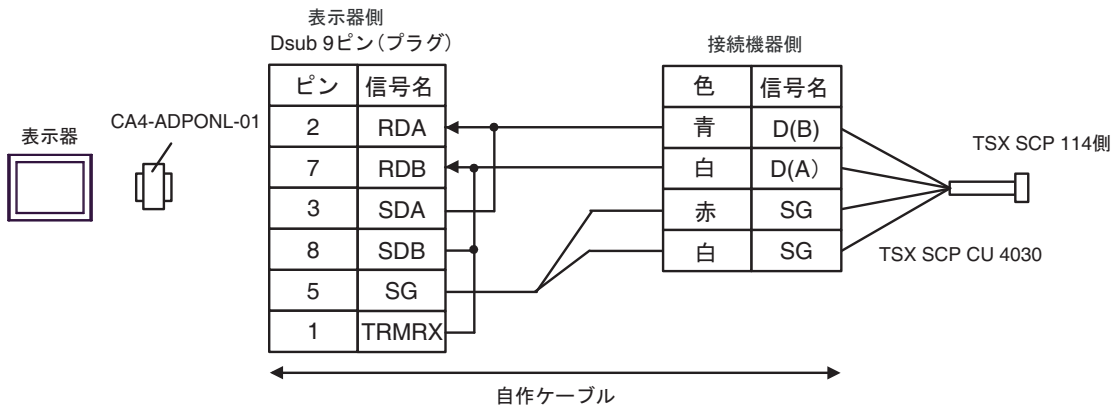 表示器側
Dsub 9ピン（プラグ）
接続機器側
ピン 信号名
色 信号名
CA4-ADPONL-01
表示器
2 RDA
青 D(B)
TSX SCP 114側
7 RDB
白 D(A）
3 SDA
赤 SG
8 SDB
白 SG
TSX SCP CU 4030
5 SG
1 TRMRX
自作ケーブル